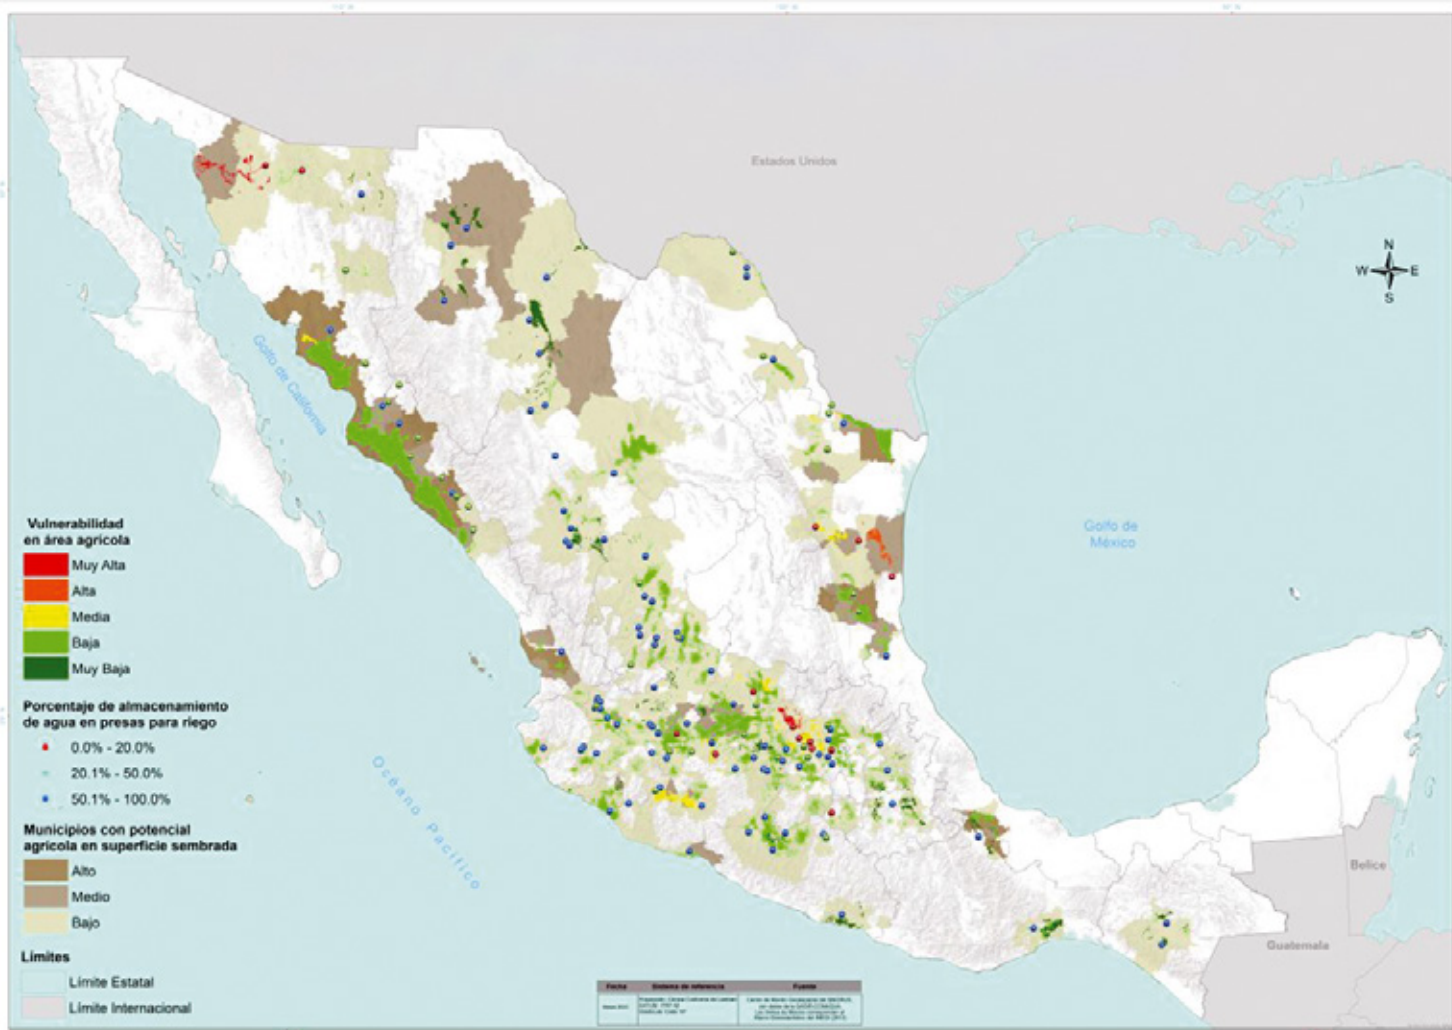 Estados Unidos
N
W E
S
Golfo de California
Golfo de
México
Océano Pacífico
Belice
Guatemala
Vulnerabilidad
en área agrícola
Muy Alta
Alta
Media
Baja
Muy Baja
Porcentaje de almacenamiento
de agua en presas para riego
0.0% - 20.0%
20.1% - 50.0%
50.1% - 100.0%
Municipios con potencial
agrícola en superficie sembrada
Alto
Medio
Bajo
Límites
Límite Estatal
Límite Internacional
Fecha Sistema de referencia Fuente